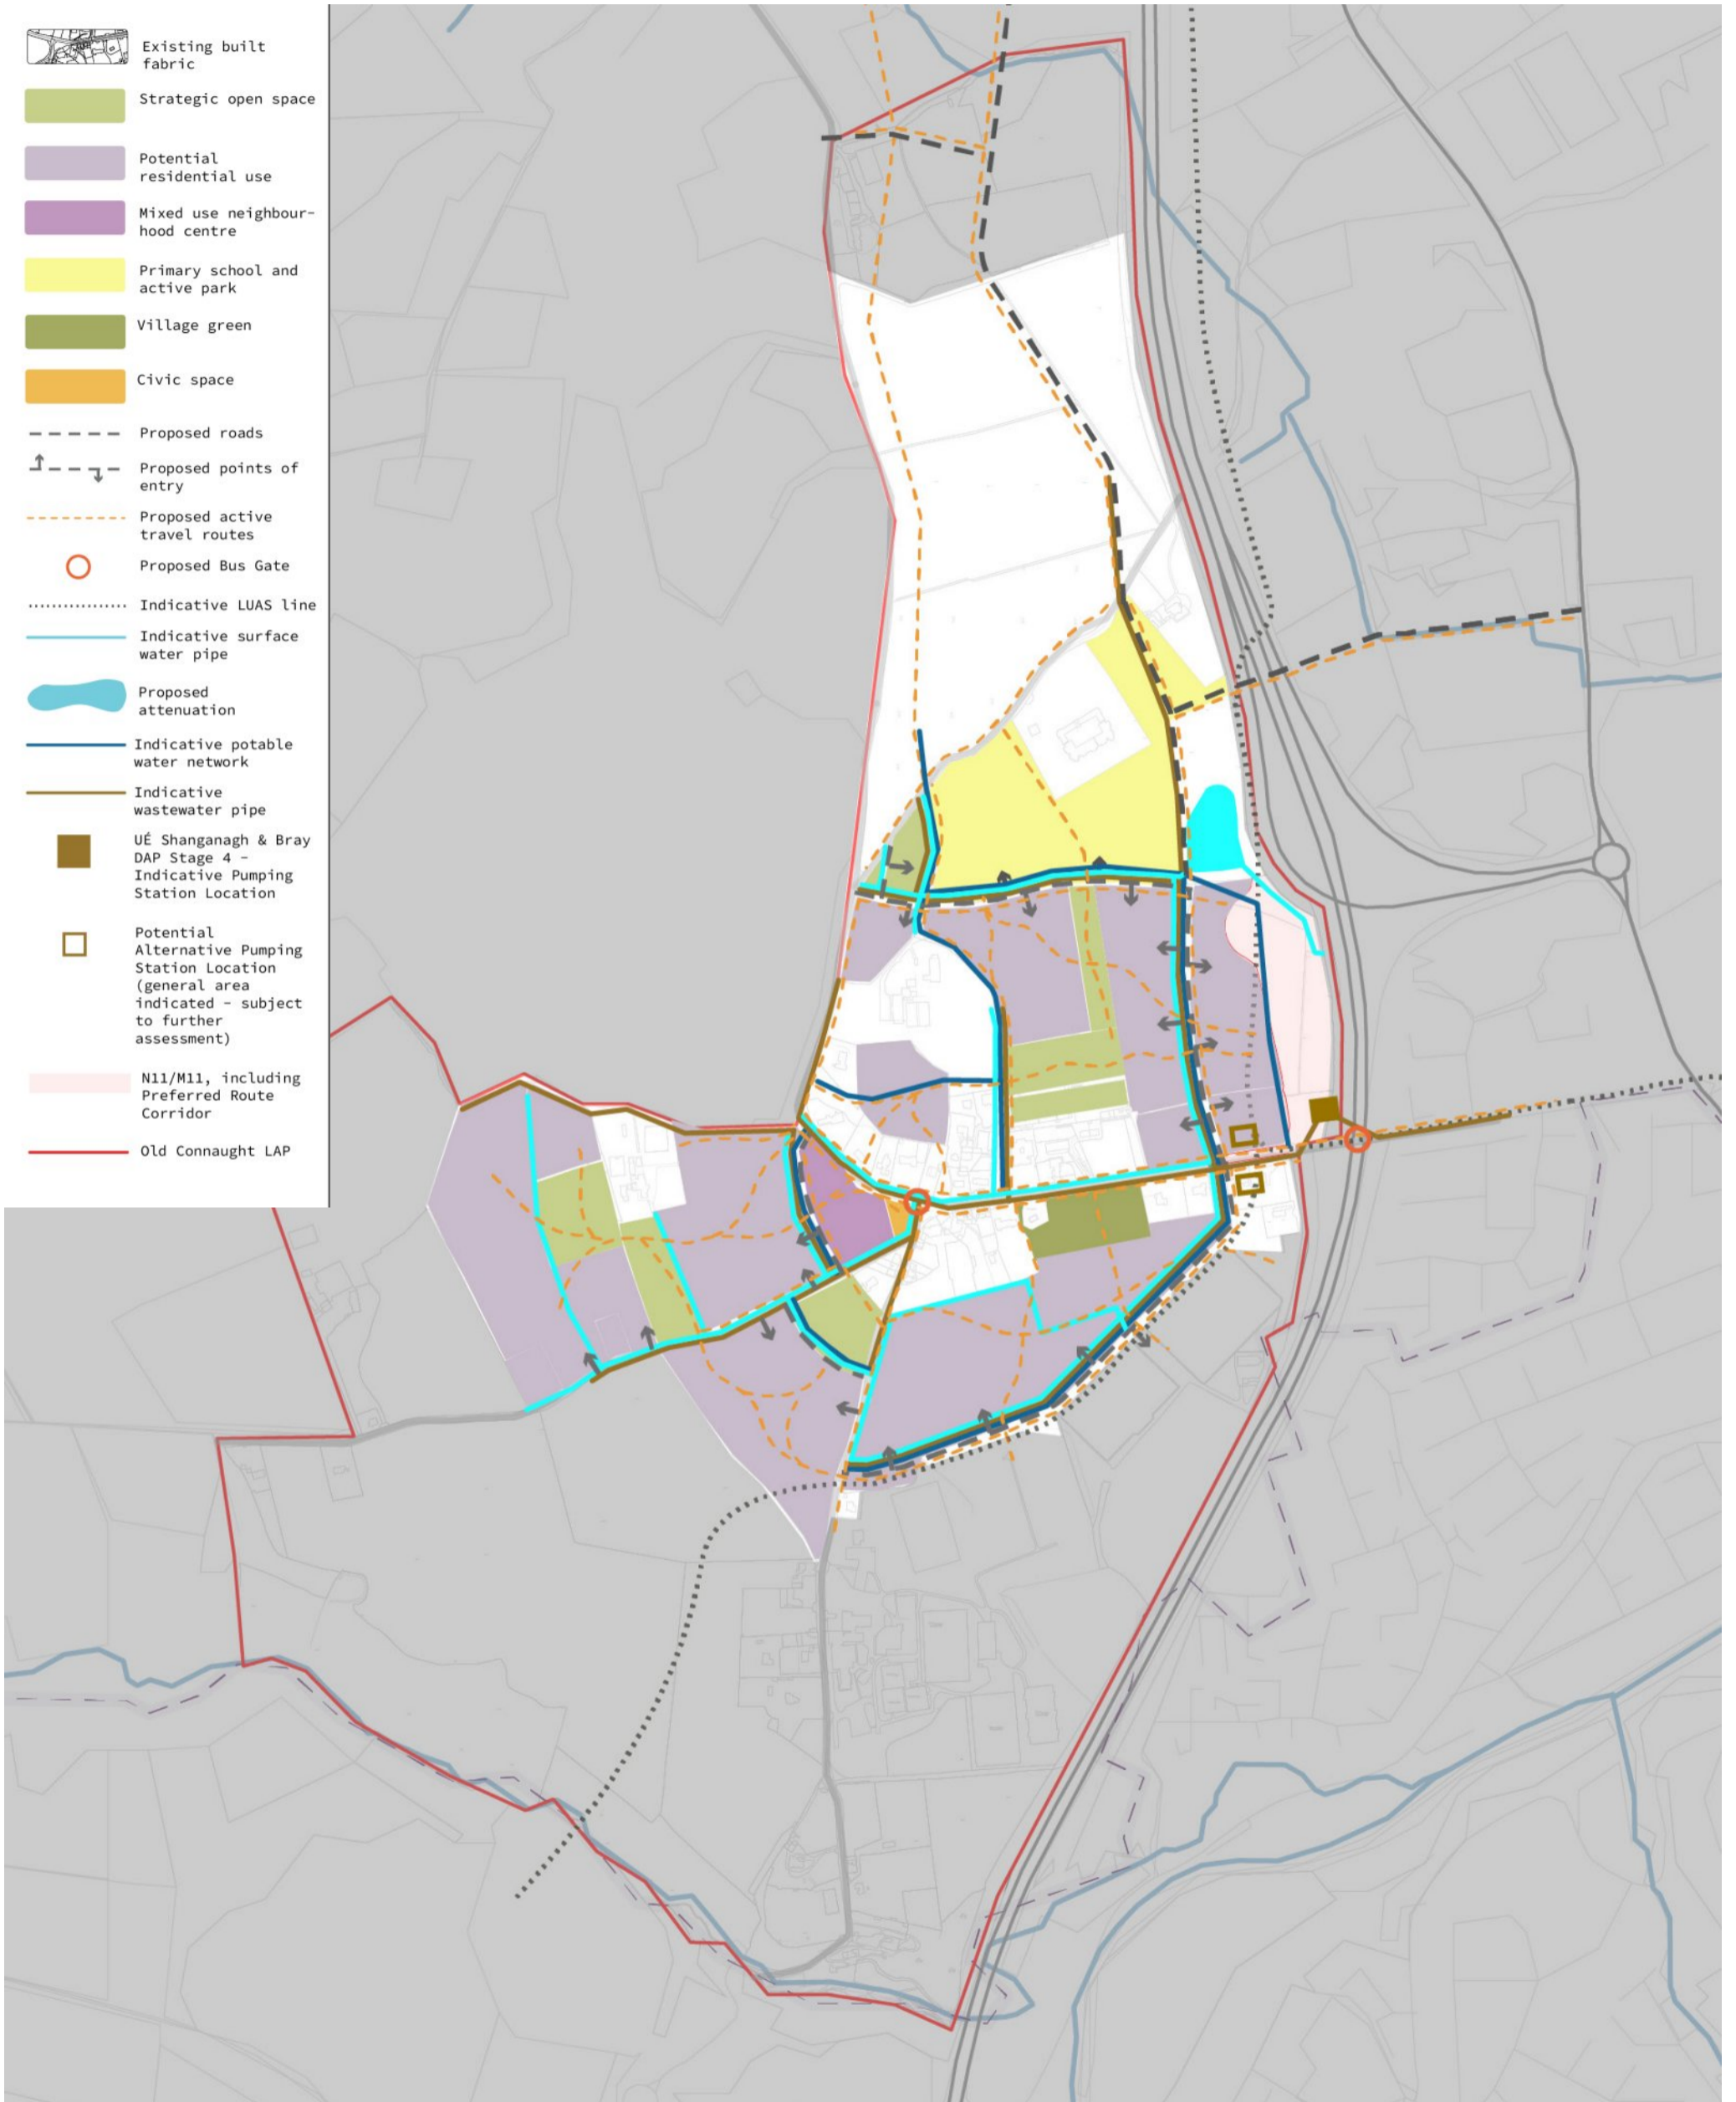 Existing built
fabric
Strategic open space
Potential
residential use
Mixed use neighbour-
hood centre
Primary school and
active park
Village green
Civic space
Proposed roads
Proposed points of
entry
Proposed active
travel routes
Proposed Bus Gate
Indicative LUAS line
Indicative surface
water pipe
Proposed
attenuation
Indicative potable
water network
Indicative
wastewater pipe
UÉ Shanganagh & Bray
DAP Stage 4 -
Indicative Pumping
Station Location
Potential
Alternative Pumping
Station Location
(general area
indicated - subject
to further
assessment)
N11/M11, including
Preferred Route
Corridor
Old Connaught LAP